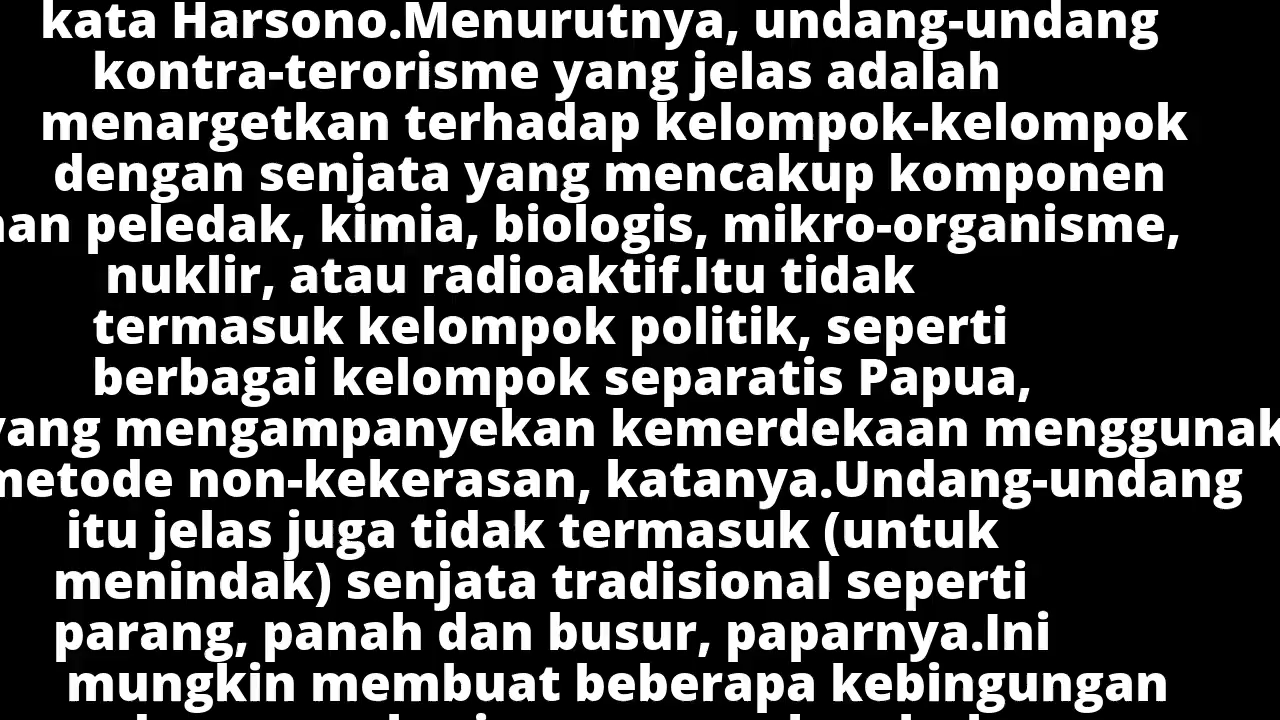 kata Harsono.Menurutnya, undang-undang
kontra-terorisme yang jelas adalah
menargetkan terhadap kelompok-kelompok
dengan senjata yang mencakup komponen
peledak, kimia, biologis, mikro-organisme,
nuklir, atau radioaktif.Itu tidak
termasuk kelompok politik, seperti
berbagai kelompok separatis Papua,
yang mengampanyekan kemerdekaan menggunak
metode non-kekerasan, katanya.Undang-undang
itu jelas juga tidak termasuk (untuk
menindak) senjata tradisional seperti
parang, panah dan busur, paparnya.Ini
mungkin membuat beberapa kebingungan